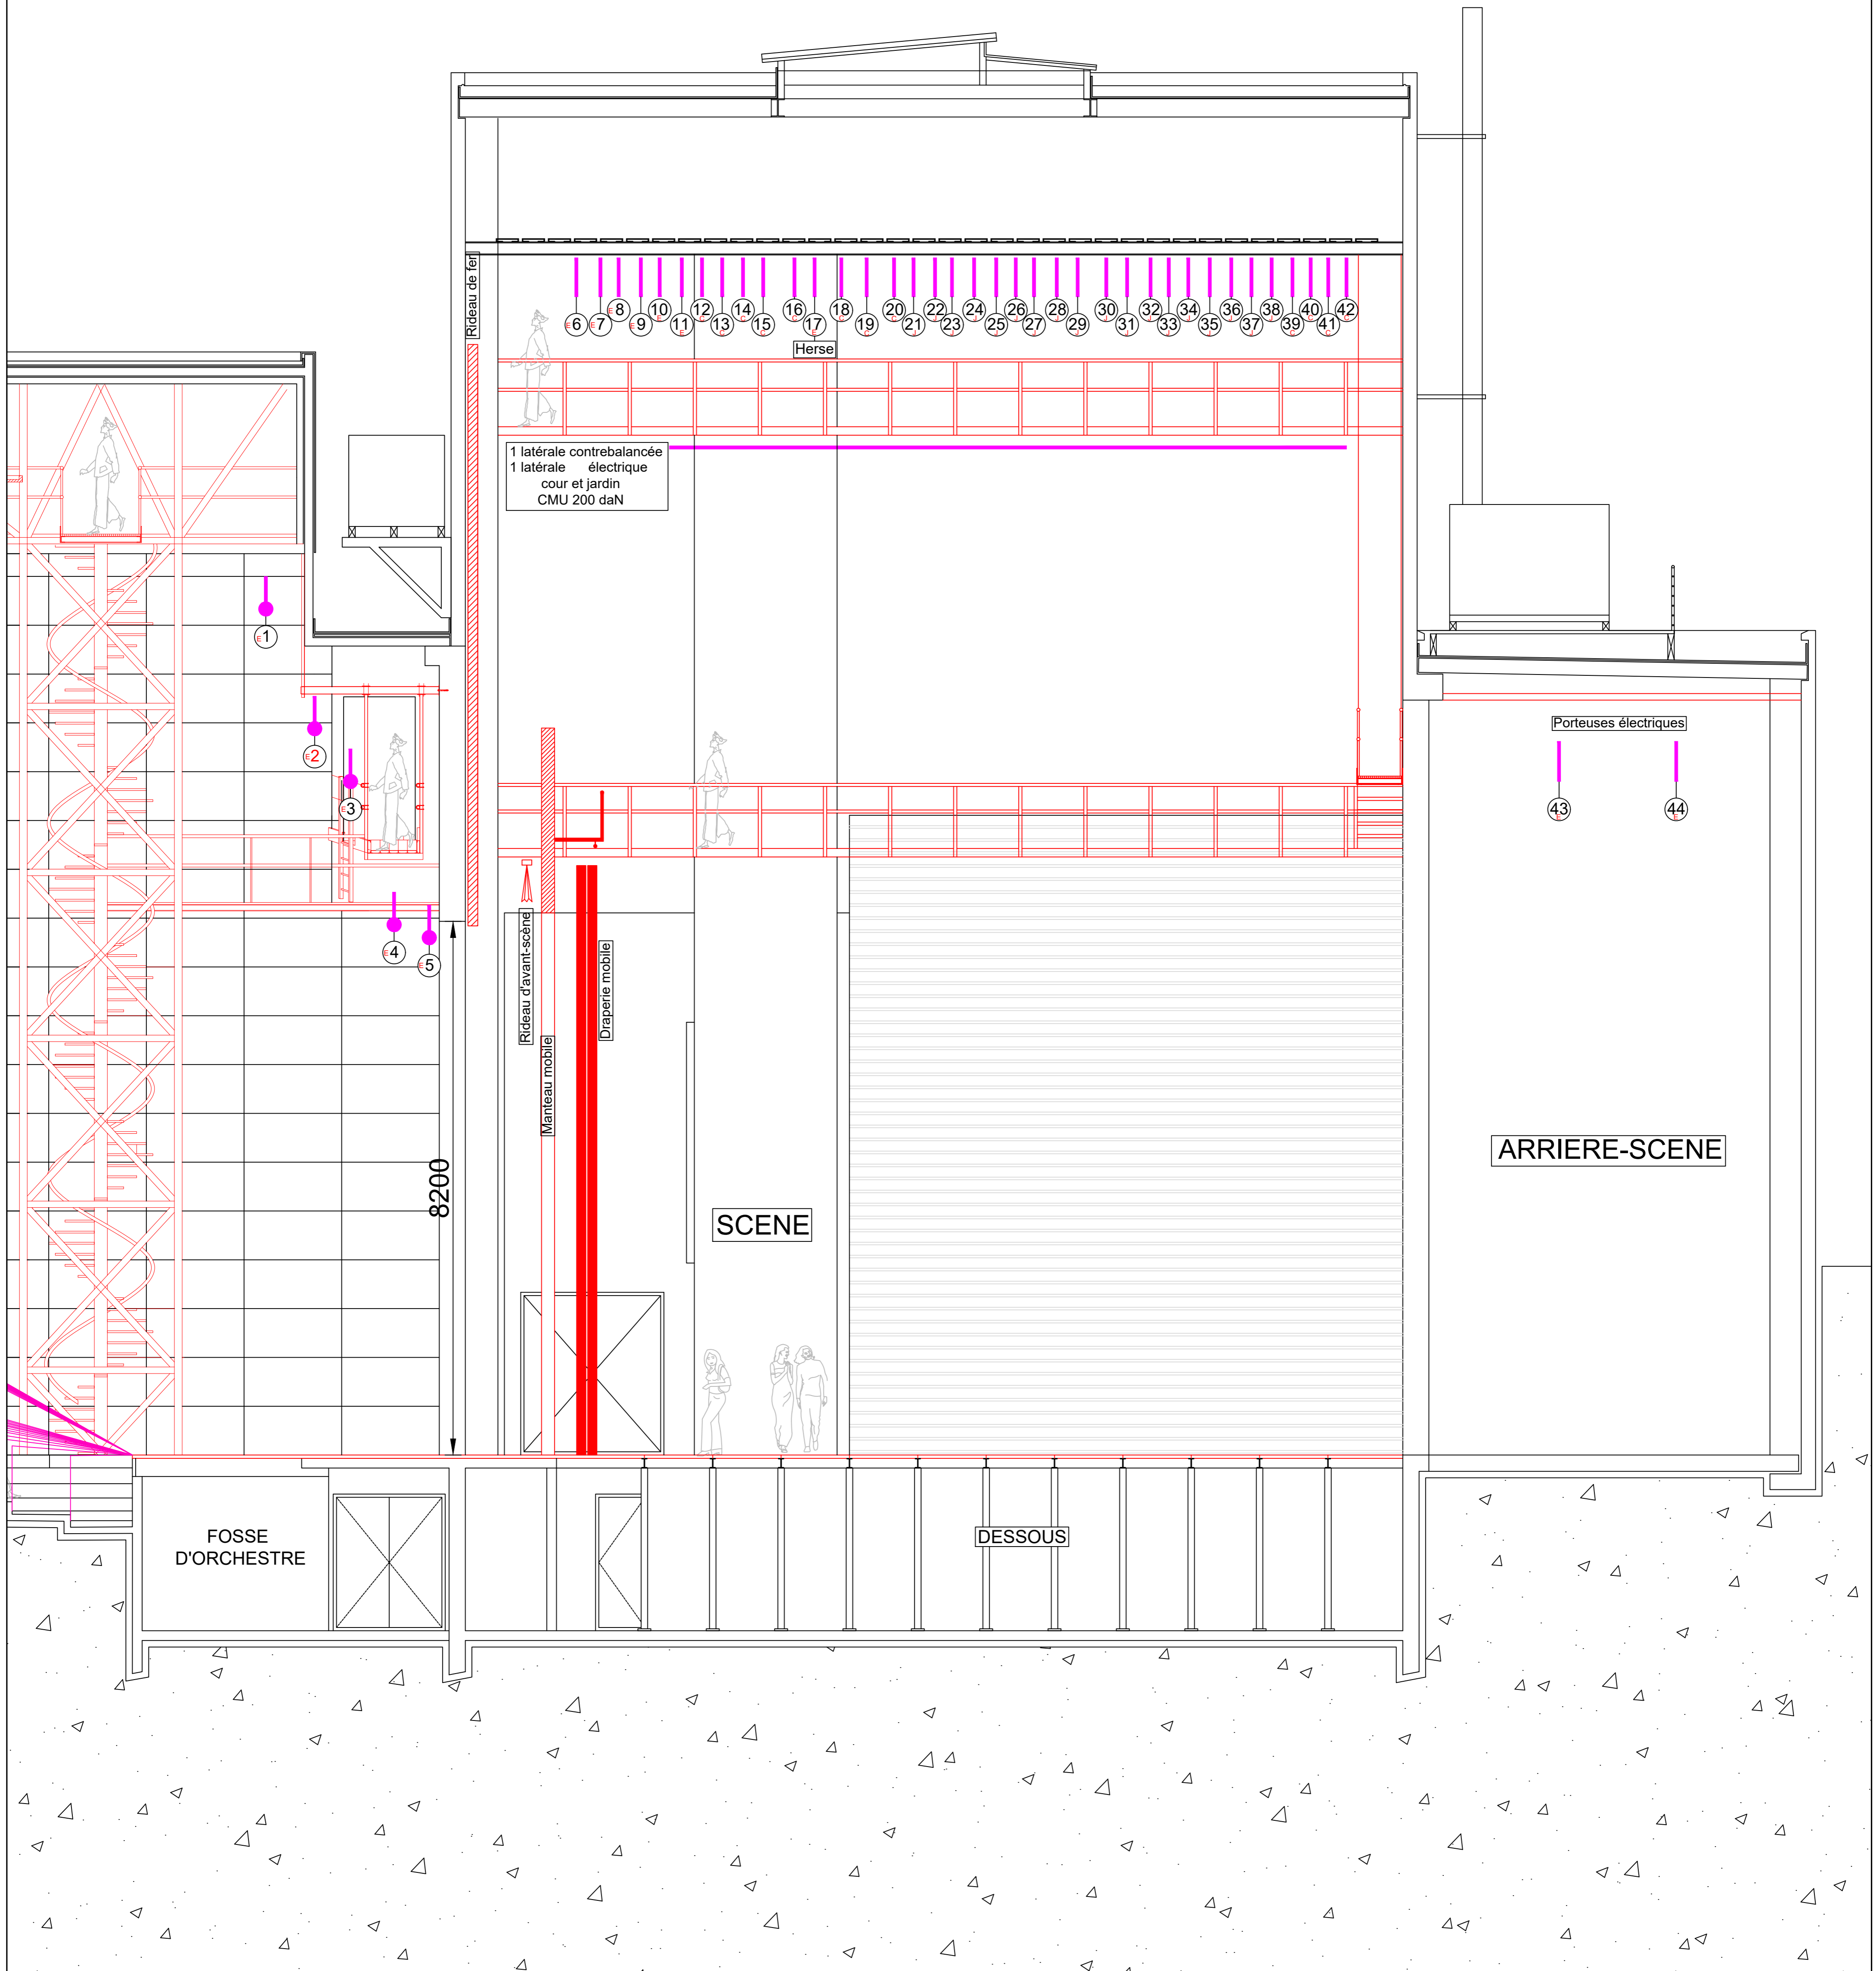 Rideau de fer
E 6
E 7
E 8
E 9
10 E
11 E
12 C
13 C
14 C
15 C
16 C
17 E
18 C
19 C
20 C
21 J
22 J
23 J
24 J
25 J
26 J
27 J
28 J
29 J
30 J
31 J
32 J
33 J
34 J
35 J
36 J
37 J
38 J
39 C
40 C
41 C
42 C
Herse
1 latérale contrebalancée
1 latérale électrique
cour et jardin
CMU 200 daN
E 1
E 2
E 3
E 4
E 5
Porteuses électriques
43 E
44 E
Rideau d'avant-scène
Manteau mobile
Draperie mobile
8200
SCENE
ARRIERE-SCENE
FOSSE
D'ORCHESTRE
DESSOUS